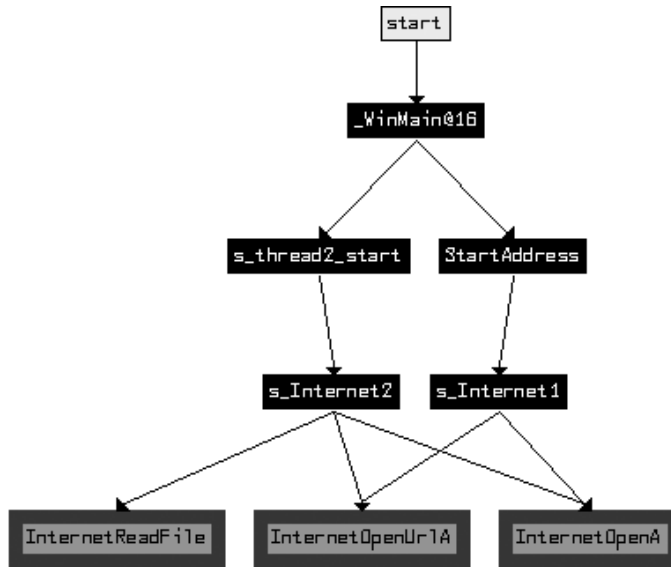 start
_WinMain@16
s_thread2_start StartAddress
s_Internet2 s_Internet1
InternetReadFile InternetOpenUrlA InternetOpenA